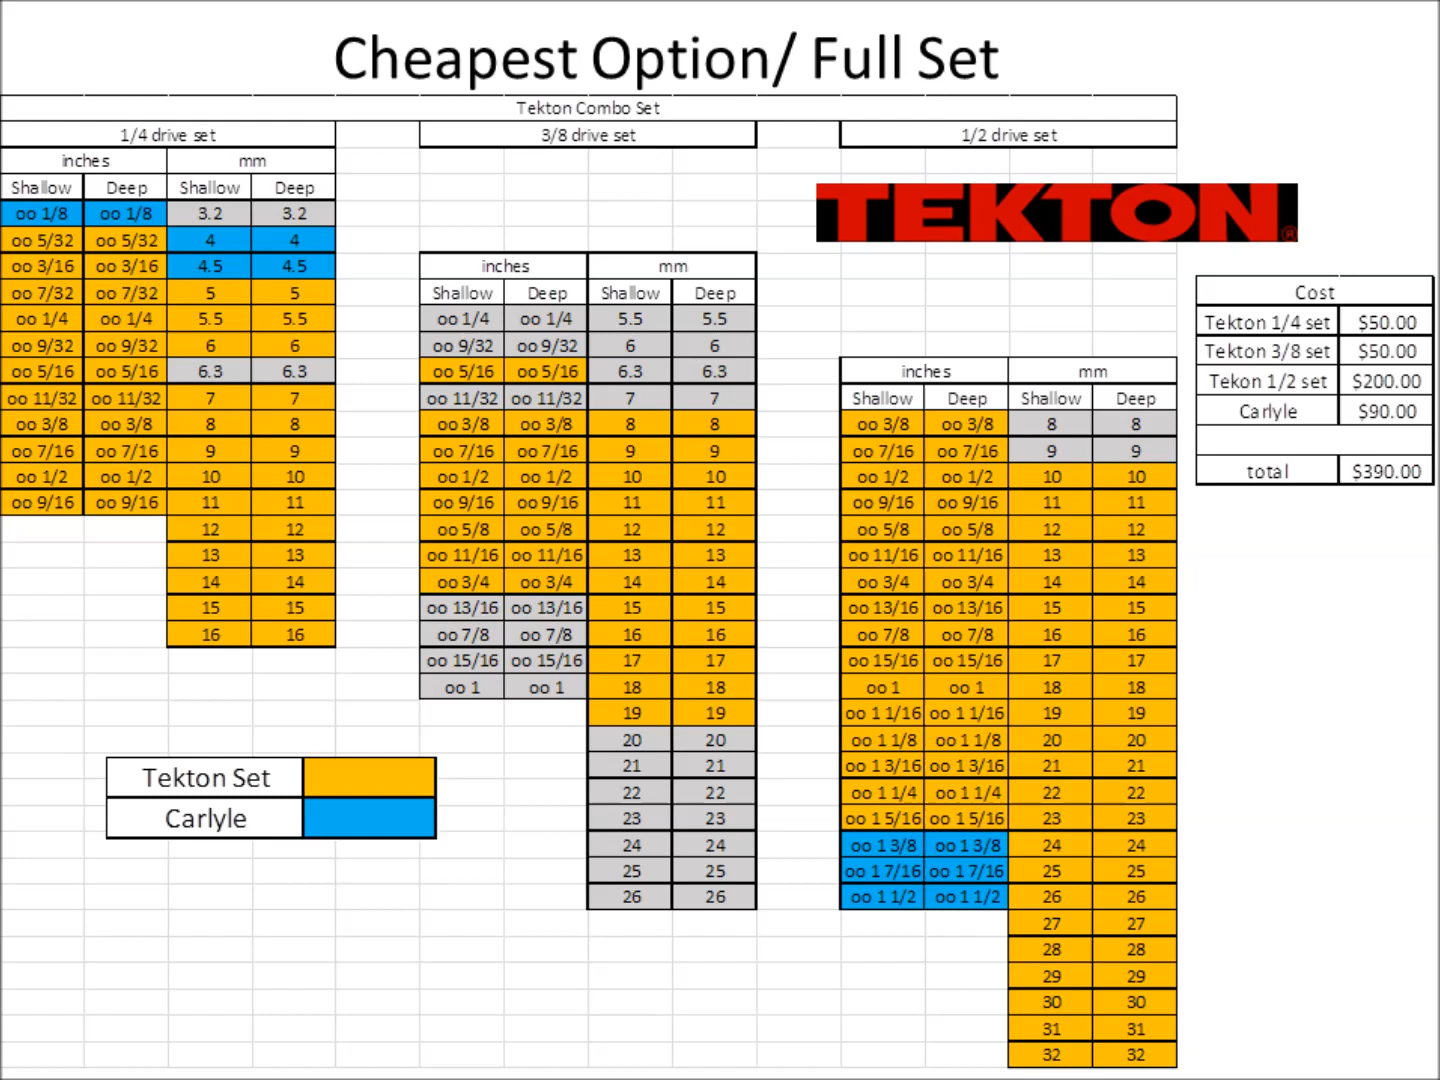 Cheapest Option/ Full Set
Tekton Combo Set
1/4 drive set 3/8 drive set 1/2 drive set
inches mm
Shallow Deep Shallow Deep
TEKTON®
oo 1/8 oo 1/8 3.2 3.2
oo 5/32 oo 5/32 4 4
oo 3/16 oo 3/16 4.5 4.5 inches mm
oo 7/32 oo 7/32 5 5 Shallow Deep Shallow Deep Cost
oo 1/4 oo 1/4 5.5 5.5 oo 1/4 oo 1/4 5.5 5.5 Tekton 1/4 set $50.00
oo 9/32 oo 9/32 6 6 oo 9/32 oo 9/32 6 6 Tekton 3/8 set $50.00
oo 5/16 oo 5/16 6.3 6.3 oo 5/16 oo 5/16 6.3 6.3 inches mm Tekon 1/2 set $200.00
oo 11/32 oo 11/32 7 7 oo 11/32 oo 11/32 7 7 Shallow Deep Shallow Deep Carlyle $90.00
oo 3/8 oo 3/8 8 8 oo 3/8 oo 3/8 8 8 oo 3/8 oo 3/8 8 8
oo 7/16 oo 7/16 9 9 oo 7/16 oo 7/16 9 9 oo 7/16 oo 7/16 9 9
oo 1/2 oo 1/2 10 10 oo 1/2 oo 1/2 10 10 oo 1/2 oo 1/2 10 10 total $390.00
oo 9/16 oo 9/16 11 11 oo 9/16 oo 9/16 11 11 oo 9/16 oo 9/16 11 11
12 12 oo 5/8 oo 5/8 12 12 oo 5/8 oo 5/8 12 12
13 13 oo 11/16 oo 11/16 13 13 oo 11/16 oo 11/16 13 13
14 14 oo 3/4 oo 3/4 14 14 oo 3/4 oo 3/4 14 14
15 15 oo 13/16 oo 13/16 15 15 oo 13/16 oo 13/16 15 15
16 16 oo 7/8 oo 7/8 16 16 oo 7/8 oo 7/8 16 16
oo 15/16 oo 15/16 17 17 oo 15/16 oo 15/16 17 17
oo 1 oo 1 18 18 oo 1 oo 1 18 18
19 19 oo 1 1/16 oo 1 1/16 19 19
20 20 oo 1 1/8 oo 1 1/8 20 20
21 21 oo 1 3/16 oo 1 3/16 21 21
Tekton Set 22 22 oo 1 1/4 oo 1 1/4 22 22
Carlyle 23 23 oo 1 5/16 oo 1 5/16 23 23
24 24 oo 1 3/8 oo 1 3/8 24 24
25 25 oo 1 7/16 oo 1 7/16 25 25
26 26 oo 1 1/2 oo 1 1/2 26 26
27 27
28 28
29 29
30 30
31 31
32 32